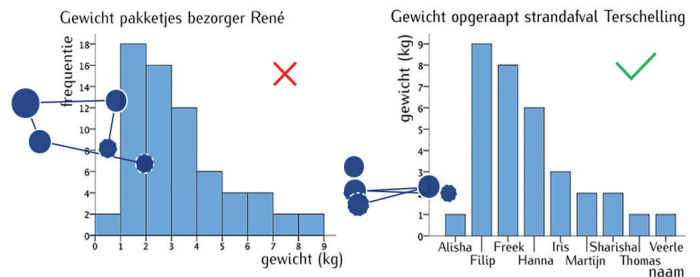 Gewicht pakketjes bezorger René
frequentie
18
16
14
12
10
8
6
4
2
0
0 1 2 3 4 5 6 7 8 9
gewicht (kg)
Gewicht opgeraapt strandafval Terschelling
gewicht (kg)
9
8
7
6
5
4
3
1
0
Alisha Freek Iris Sharishal Veerle
Filip Hanna Martijn Thomas
naam